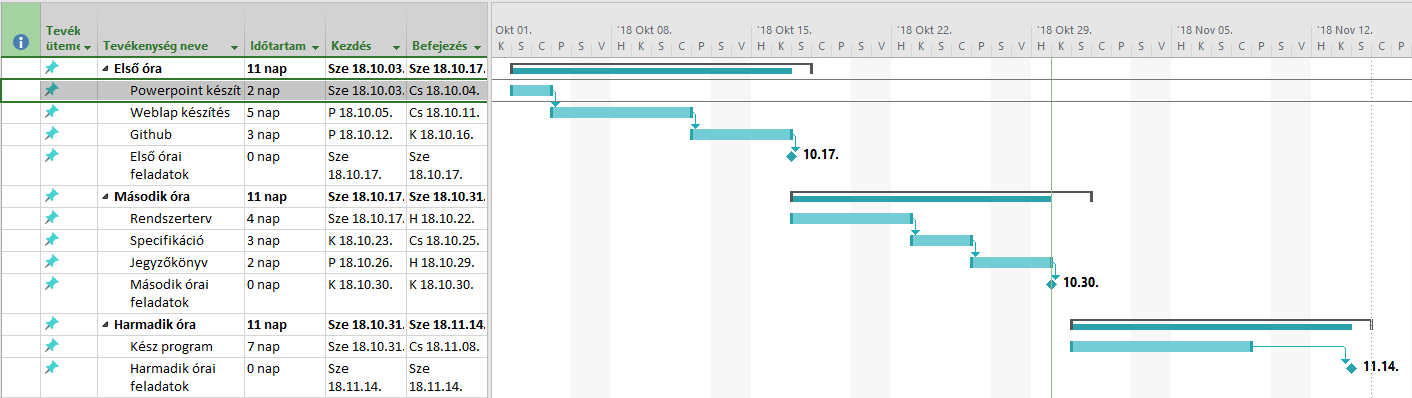 Tevék
üteme
Tevékenység neve Időtartam Kezdés Befejezés
Okt 01. '18 Okt 08. '18 Okt 15. '18 Okt 22. '18 Okt 29. '18 Nov 05. '18 Nov 12.
K S C P S V H K S C P S V H K S C P S V H K S C P S V H K S C P S V H K S C P S V H K S C P
Első óra 11 nap Sze 18.10.03. Sze 18.10.17.
Powerpoint készít 2 nap Sze 18.10.03. Cs 18.10.04.
Weblap készítés 5 nap P 18.10.05. Cs 18.10.11.
Github 3 nap P 18.10.12. K 18.10.16.
Első órai 0 nap Sze Sze 10.17.
feladatok 18.10.17. 18.10.17.
Második óra 11 nap Sze 18.10.17. Sze 18.10.31.
Rendszerterv 4 nap Sze 18.10.17. H 18.10.22.
Specifikáció 3 nap K 18.10.23. Cs 18.10.25.
Jegyzőkönyv 2 nap P 18.10.26. H 18.10.29.
Második órai 0 nap K 18.10.30. K 18.10.30. 10.30.
feladatok
Harmadik óra 11 nap Sze 18.10.31. Sze 18.11.14.
Kész program 7 nap Sze 18.10.31. Cs 18.11.08.
Harmadik órai 0 nap Sze Sze 11.14.
feladatok 18.11.14. 18.11.14.